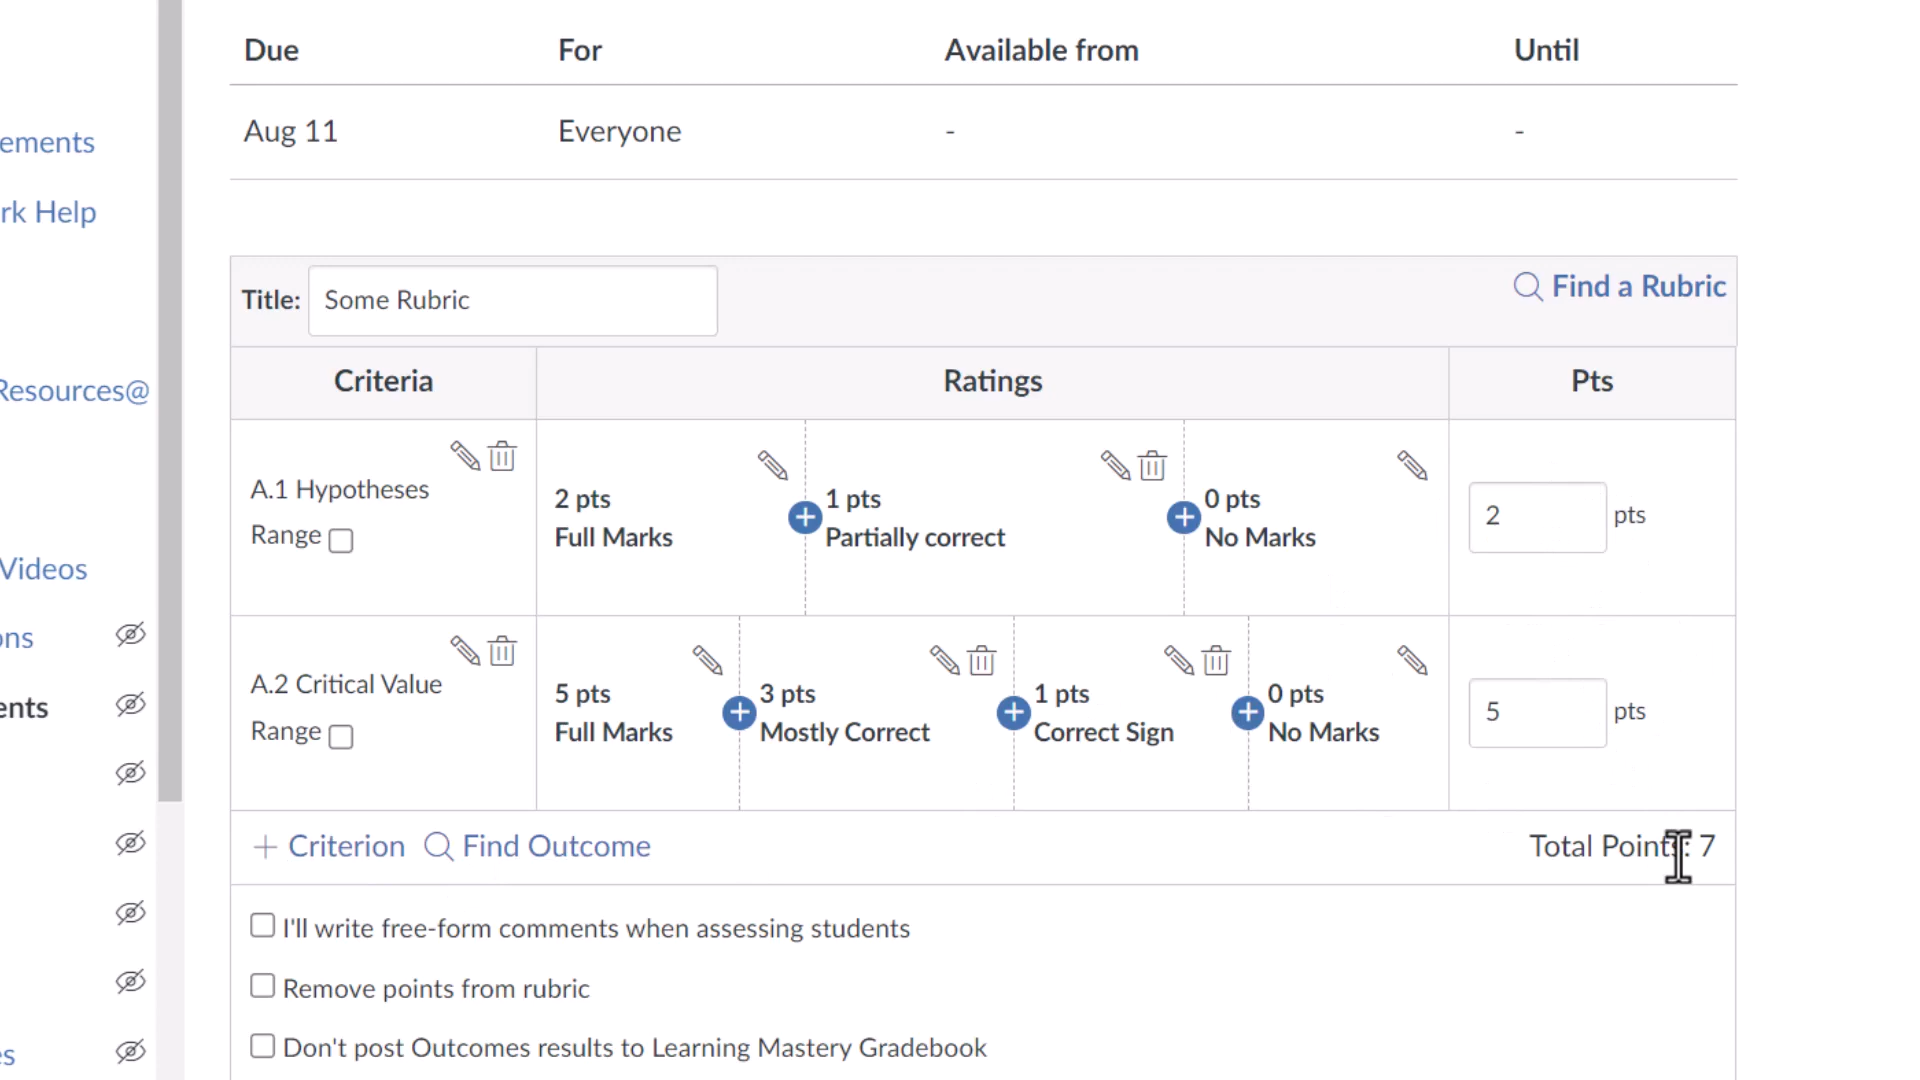 Due For Available from Until
Aug 11 Everyone - -
ements
rk Help
Resources@
Videos
ons
ents
es
Title: Some Rubric Find a Rubric
Criteria Ratings Pts
A.1 Hypotheses
Range
2 pts
Full Marks
1 pts
Partially correct
0 pts
No Marks
2 pts
A.2 Critical Value
Range
5 pts
Full Marks
3 pts
Mostly Correct
1 pts
Correct Sign
0 pts
No Marks
5 pts
+ Criterion Find Outcome Total Points: 7
I'll write free-form comments when assessing students
Remove points from rubric
Don't post Outcomes results to Learning Mastery Gradebook